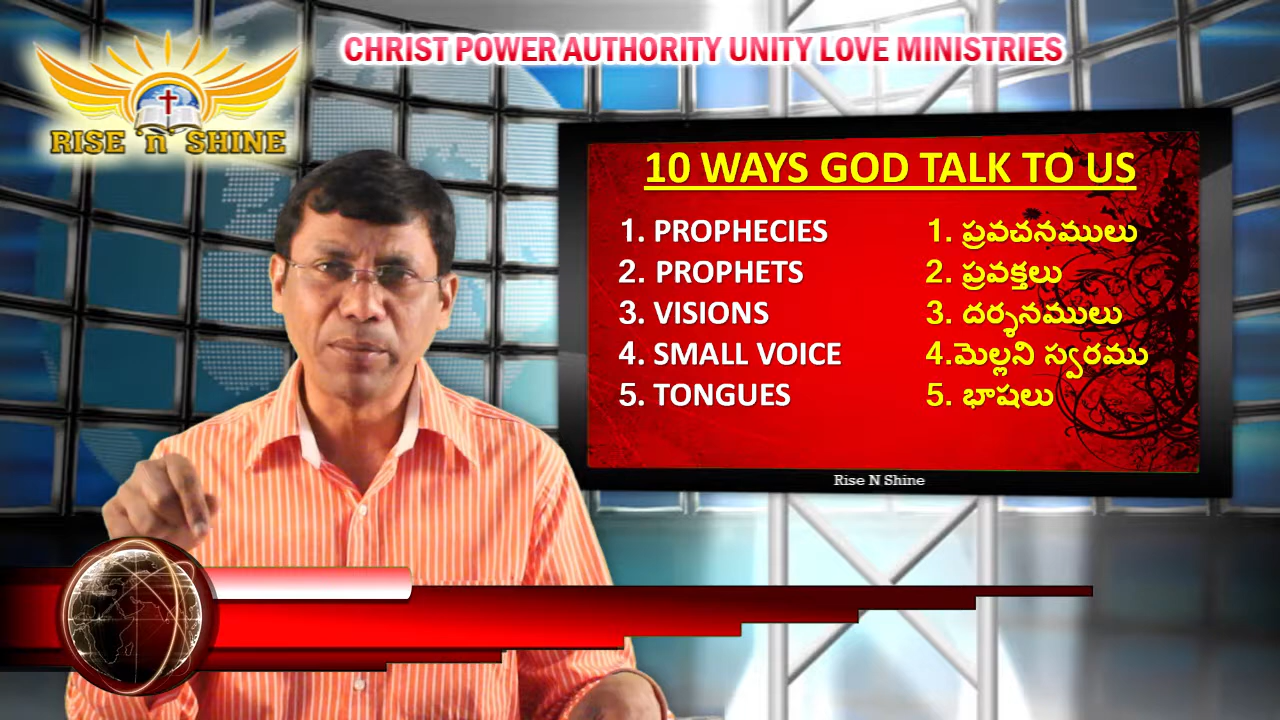 CHRIST POWER AUTHORITY UNITY LOVE MINISTRIES
RISE 'n' SHINE
10 WAYS GOD TALK TO US
1. PROPHECIES
2. PROPHETS
3. VISIONS
4. SMALL VOICE
5. TONGUES
1. ప్రవచనములు
2. ప్రవక్తలు
3. దర్శనములు
4.మెల్లని స్వరము
5. భాషలు
Rise N Shine